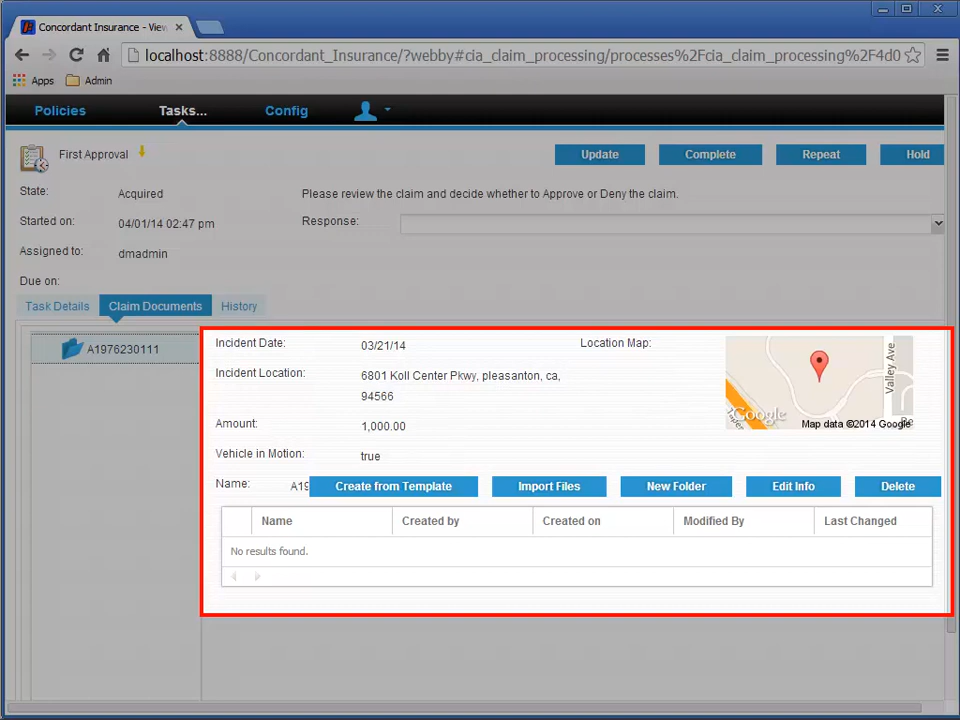 Concordant Insurance - View
localhost:8888/Concordant_Insurance/?webby#cia_claim_processing/processes%2Fcia_claim_processing%2F4d0
Apps Admin
Policies Tasks... Config
First Approval Update Complete Repeat Hold
State: Acquired Please review the claim and decide whether to Approve or Deny the claim.
Started on: 04/01/14 02:47 pm Response:
Assigned to: dmadmin
Due on:
Task Details Claim Documents History
A1976230111
Incident Date: 03/21/14 Location Map:
Incident Location: 6801 Koll Center Pkwy, pleasanton, ca,
94566
Valley Ave
Google
Map data ©2014 Google
Amount: 1,000.00
Vehicle in Motion: true
Name: A19 Create from Template Import Files New Folder Edit Info Delete
Name Created by Created on Modified By Last Changed
No results found.